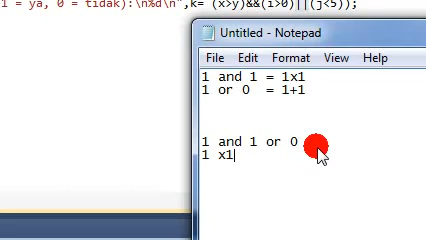 1 = ya, 0 = tidak):\n%d\n",k= (x>y)&&(i>0)||(j<5));
Untitled - Notepad
File Edit Format View Help
1 and 1 = 1x1
1 or 0 = 1+1
1 and 1 or 0
1 x1